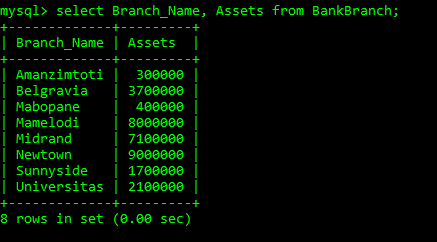 mysql> select Branch_Name, Assets from BankBranch;
+-------------+---------+
| Branch_Name | Assets  |
+-------------+---------+
| Amanzimtoti |  300000 |
| Belgravia   | 3700000 |
| Mabopane    |  400000 |
| Mamelodi    | 8000000 |
| Midrand     | 7100000 |
| Newtown     | 9000000 |
| Sunnyside   | 1700000 |
| Universitas | 2100000 |
+-------------+---------+
8 rows in set (0.00 sec)